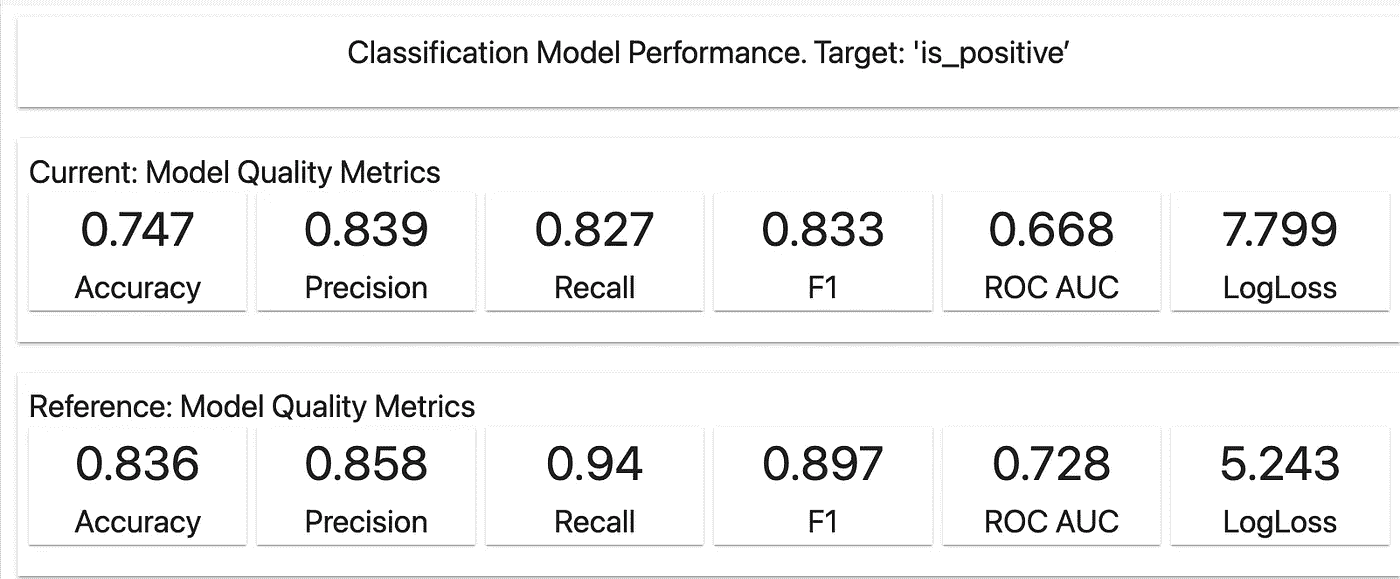 Classification Model Performance. Target: 'is_positive’
Current: Model Quality Metrics
0.747 0.839 0.827 0.833 0.668 7.799
Accuracy Precision Recall F1 ROC AUC LogLoss
Reference: Model Quality Metrics
0.836 0.858 0.94 0.897 0.728 5.243
Accuracy Precision Recall F1 ROC AUC LogLoss